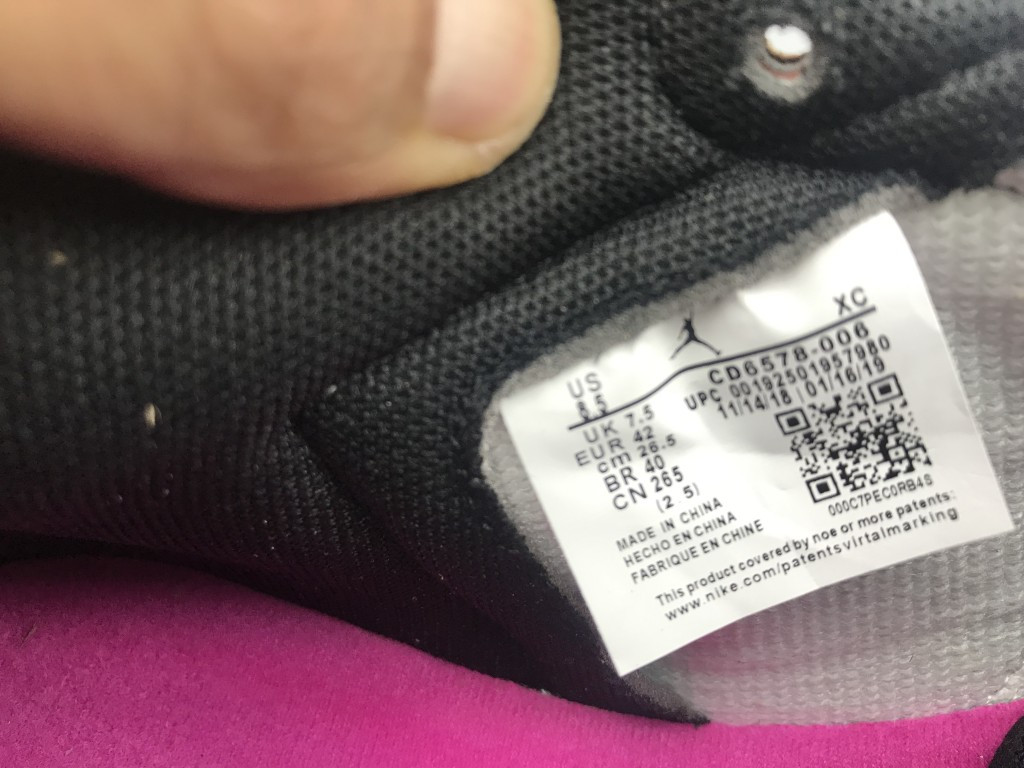 XC
US
8.5
CD6578-006
UK 7.5
UPC 00192501957980
EUR 42
11/14/18 01/16/19
cm 26.5
BR 40
CN 265
(2.5)
000C7PEC0RB4S
MADE IN CHINA
HECHO EN CHINA
FABRIQUE EN CHINE
This product covered by noe or more patents:
www.nike.com/patentsvirtalmarking